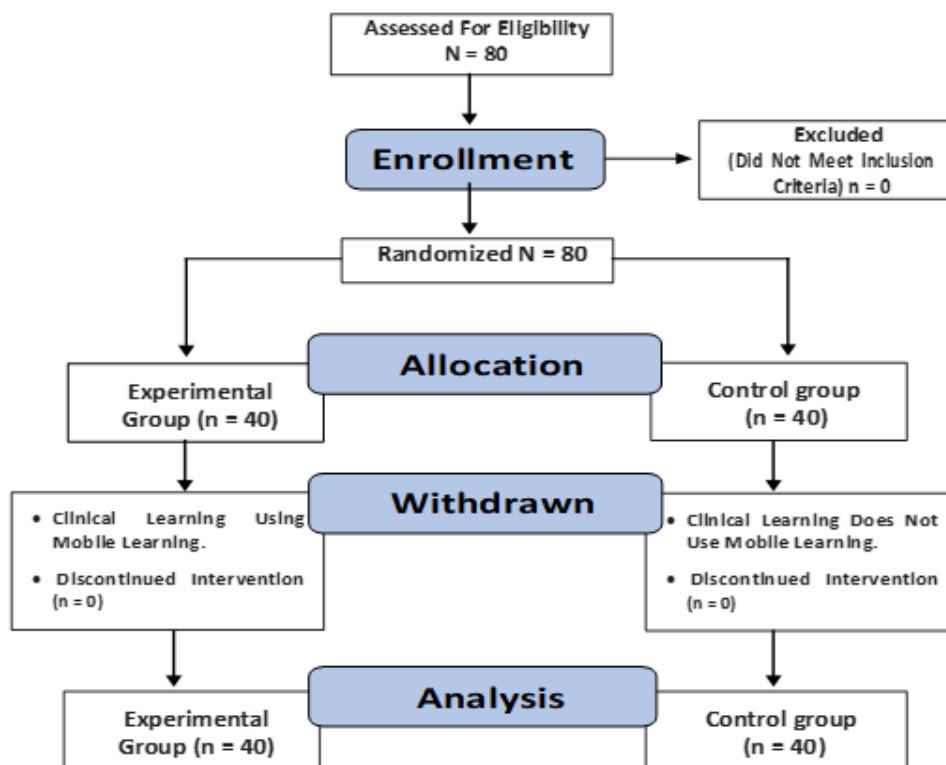 Assessed For Eligibility
N = 80
Enrollment
Excluded
(Did Not Meet Inclusion
Criteria) n = 0
Randomized N = 80
Allocation
Experimental
Group (n = 40)
Control group
(n = 40)
Withdrawn
• Clinical Learning Using
Mobile Learning.
• Discontinued Intervention
(n = 0)
• Clinical Learning Does Not
Use Mobile Learning.
• Discontinued Intervention
(n = 0)
Analysis
Experimental
Group (n = 40)
Control group
(n = 40)